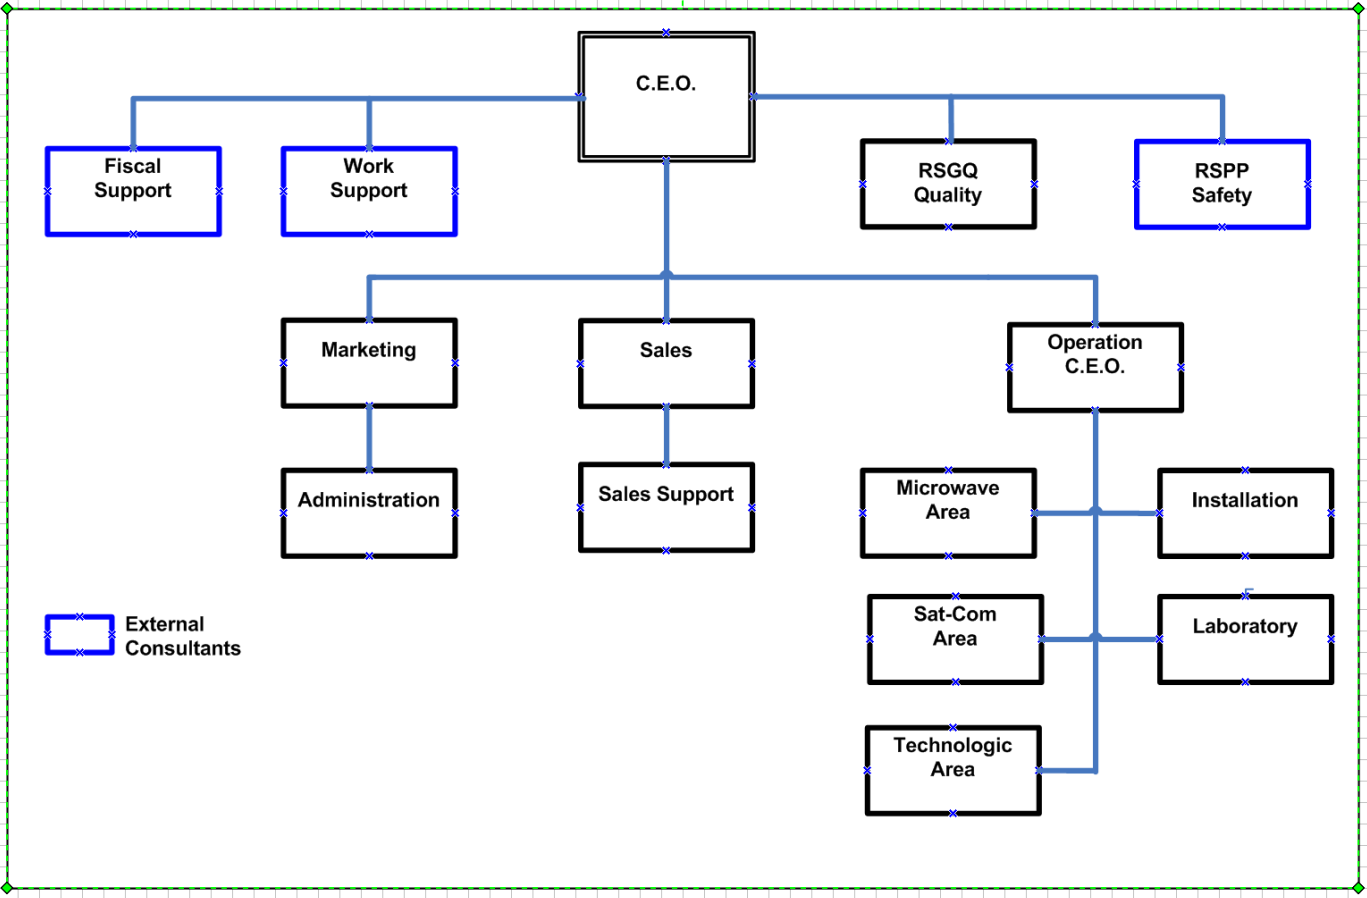 C.E.O.
Fiscal
Support
Work
Support
RSGQ
Quality
RSPP
Safety
Marketing
Sales
Operation
C.E.O.
Administration
Sales Support
Microwave
Area
Installation
Sat-Com
Area
Laboratory
External
Consultants
Technologic
Area